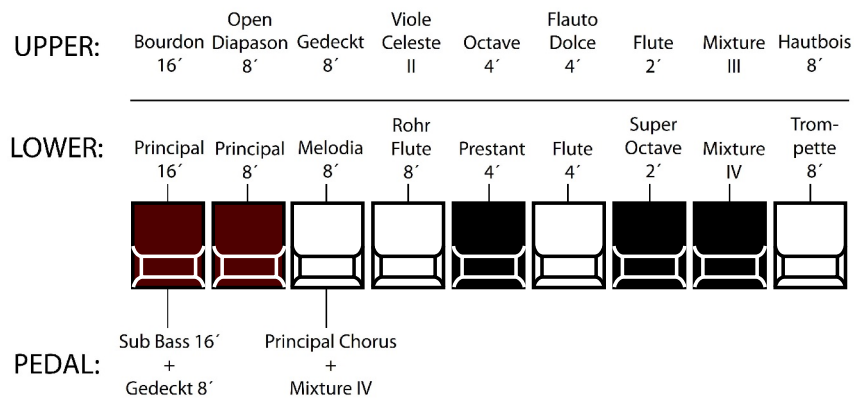 UPPER:
Bourdon 16´
Open Diapason 8´
Gedeckt 8´
Viole Celeste II
Octave 4´
Flauto Dolce 4´
Flute 2´
Mixture III
Hautbois 8´
LOWER:
Principal 16´
Principal 8´
Melodia 8´
Rohr Flute 8´
Prestant 4´
Flute 4´
Super Octave 2´
Mixture IV
Trom-
pette 8´
PEDAL:
Sub Bass 16´
+
Gedeckt 8´
Principal Chorus
+
Mixture IV